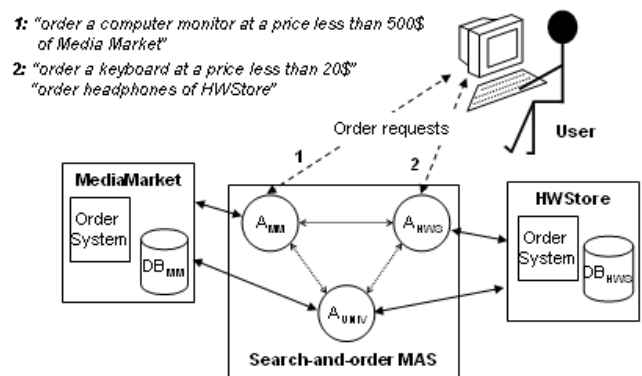 1: "order a computer monitor at a price less than 500$
of Media Market"
2: "order a keyboard at a price less than 20$"
"order headphones of HWStore"
Order requests
User
1
2
MediaMarket
Order
System
DBMM
AMM
AHWS
AUNIV
Search-and-order MAS
HWStore
Order
System
DBHWS